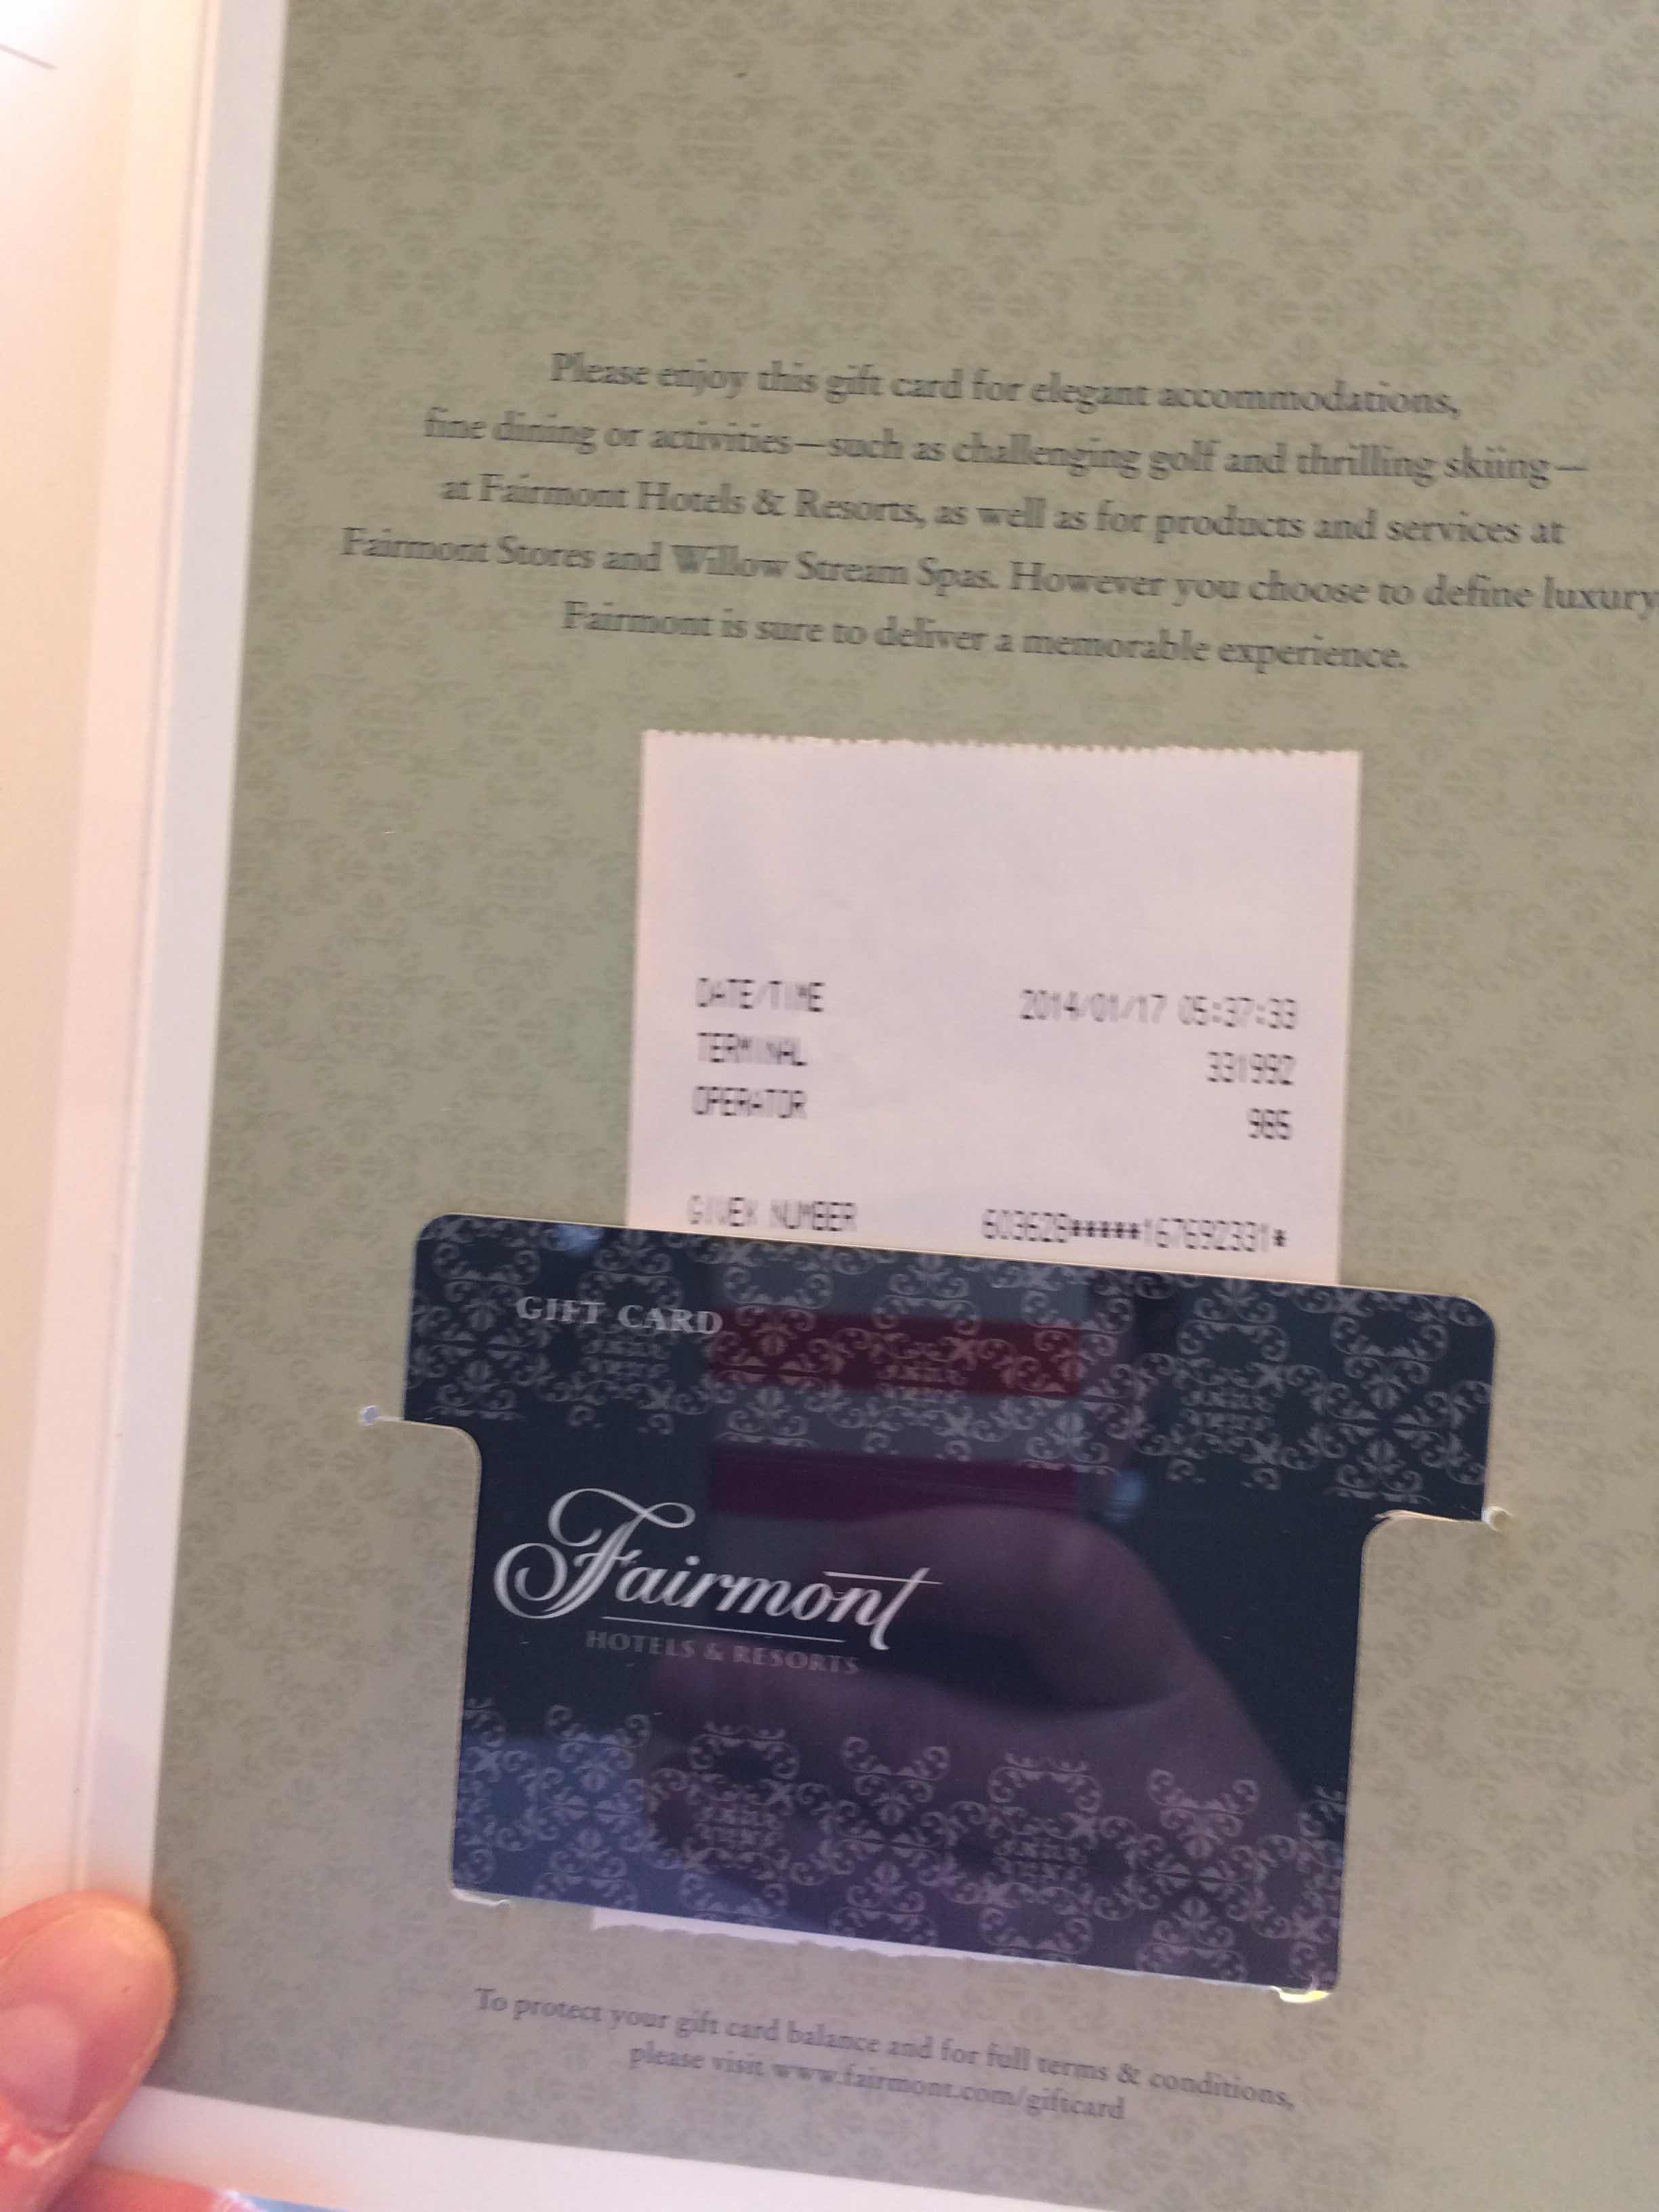 Please enjoy this gift card for elegant accommodations,
fine dining or activities—such as challenging golf and thrilling skiing—
at Fairmont Hotels & Resorts, as well as for products and services at
Fairmont Stores and Willow Stream Spas. However you choose to define luxury
Fairmont is sure to deliver a memorable experience.
DATE/TIME 2014/01/17 05:37:33
TERMINAL 331992
OPERATOR 985
GIVEX NUMBER 603628*****167692331*
GIFT CARD
Fairmont
HOTELS & RESORTS
To protect your gift card balance and for full terms & conditions,
please visit www.fairmont.com/giftcard